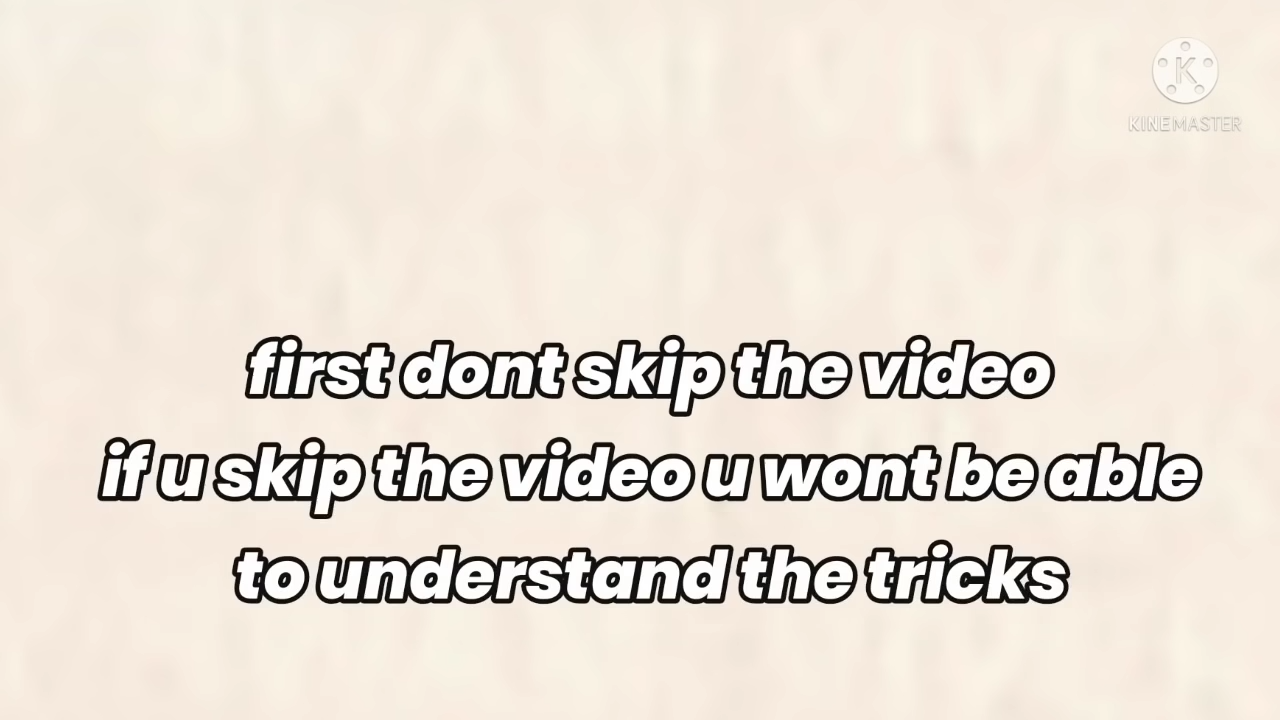 K
KINEMASTER
first dont skip the video
if u skip the video u wont be able
to understand the tricks